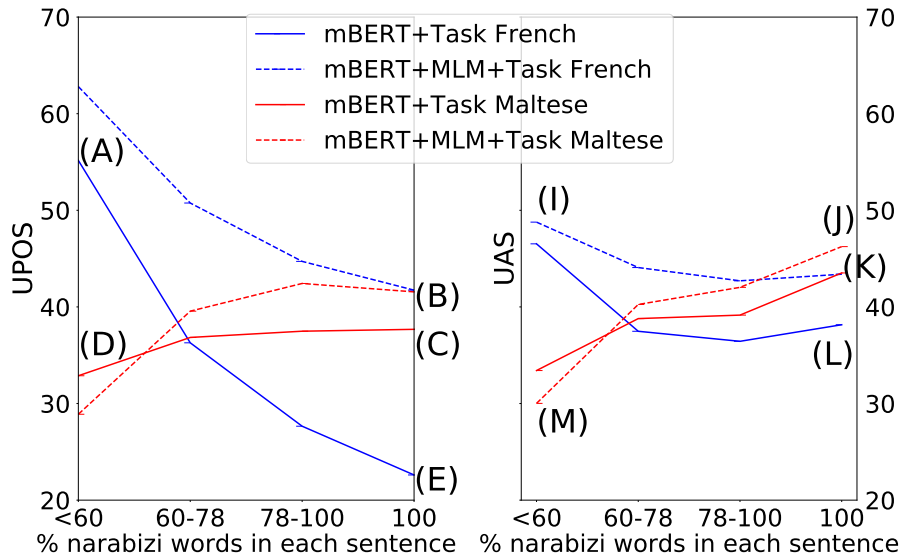 mBERT+Task French
mBERT+MLM+Task French
mBERT+Task Maltese
mBERT+MLM+Task Maltese
70
60
50
40
30
20
UPOS
(A)
(D)
(B)
(C)
(E)
<60
60-78
78-100
100
% narabizi words in each sentence
70
60
50
40
30
20
UAS
(I)
(J)
(K)
(L)
(M)
<60
60-78
78-100
100
% narabizi words in each sentence